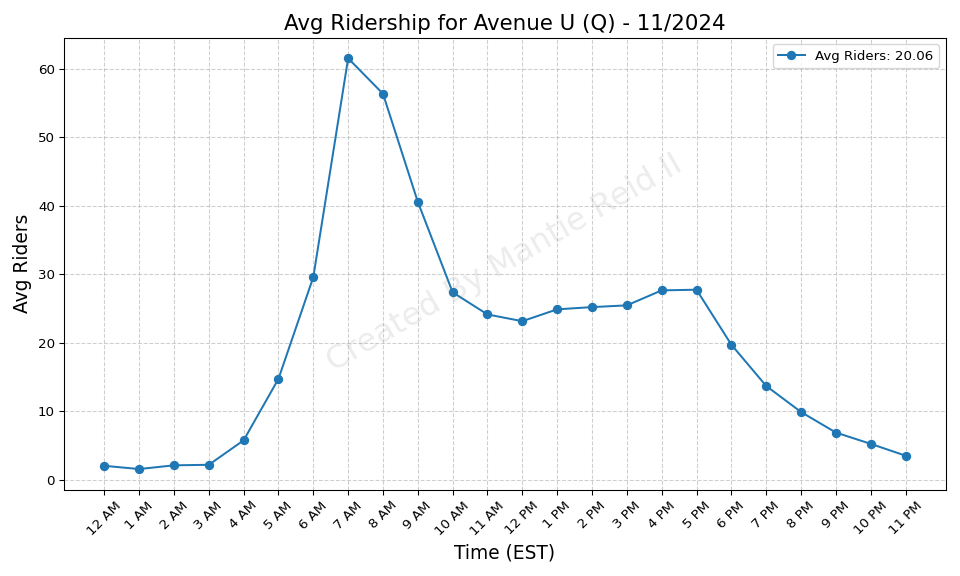 Avg Ridership for Avenue U (Q) - 11/2024
Avg Riders: 20.06
Avg Riders
60
50
40
30
20
10
0
Created By Mantie Reid II
12 AM
1 AM
2 AM
3 AM
4 AM
5 AM
6 AM
7 AM
8 AM
9 AM
10 AM
11 AM
12 PM
1 PM
2 PM
3 PM
4 PM
5 PM
6 PM
7 PM
8 PM
9 PM
10 PM
11 PM
Time (EST)